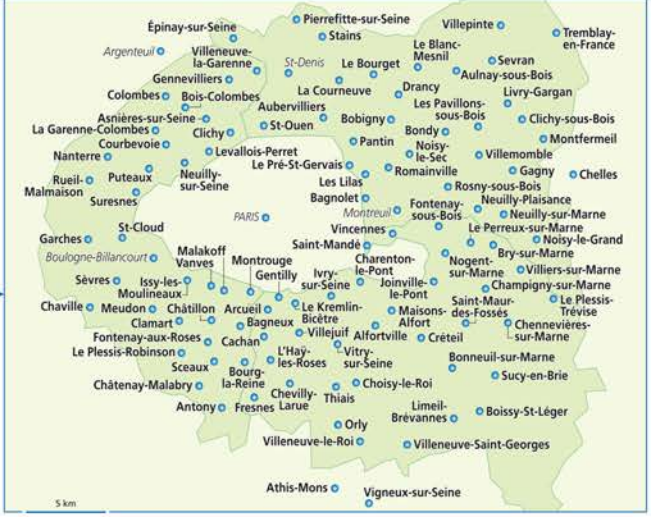 Pierrefitte-sur-Seine
Épinay-sur-Seine
Villepinte
Tremblay-
en-France
Stains
Argenteuil
Villeneuve-
la-Garenne
St-Denis
Le Bourget
Le Blanc-
Mesnil
Sevran
Aulnay-sous-Bois
Gennevilliers
La Courneuve
Drancy
Livry-Gargan
Colombes
Bois-Colombes
Aubervilliers
Les Pavillons-
sous-Bois
Asnières-sur-Seine
Bobigny
Clichy-sous-Bois
La Garenne-Colombes
Clichy
St-Ouen
Bondy
Courbevoie
Pantin
Noisy-
le-Sec
Montfermeil
Nanterre
Levallois-Perret
Villemomble
Le Pré-St-Gervais
Romainville
Gagny
Chelles
Rueil-
Malmaison
Puteaux
Neuilly-
sur-Seine
Les Lilas
Rosny-sous-Bois
Suresnes
Bagnolet
Neuilly-Plaisance
Montreuil
Fontenay-
sous-Bois
Neuilly-sur-Marne
PARIS
St-Cloud
Vincennes
Le Perreux-sur-Marne
Garches
Saint-Mandé
Noisy-le-Grand
Boulogne-Billancourt
Malakoff
Vanves
Montrouge
Charenton-
le-Pont
Bry-sur-Marne
Nogent-
sur-Marne
Villiers-sur-Marne
Gentilly
Ivry-
sur-Seine
Joinville-
le-Pont
Sèvres
Issy-les-
Moulineaux
Champigny-sur-Marne
Le Plessis-
Trévise
Saint-Maur-
des-Fossés
Chaville
Meudon
Châtillon
Arcueil
Le Kremlin-
Bicêtre
Maisons-
Alfort
Clamart
Bagneux
Chennevières-
sur-Marne
Fontenay-aux-Roses
Cachan
Villejuif
Alfortville
Créteil
Le Plessis-Robinson
L'Haÿ-
les-Roses
Vitry-
sur-Seine
Bonneuil-sur-Marne
Sceaux
Bourg-
la-Reine
Sucy-en-Brie
Châtenay-Malabry
Choisy-le-Roi
Chevilly-
Larue
Thiais
Antony
Fresnes
Limeil-
Brévannes
Boissy-St-Léger
Orly
Villeneuve-le-Roi
Villeneuve-Saint-Georges
Athis-Mons
Vigneux-sur-Seine
5 km